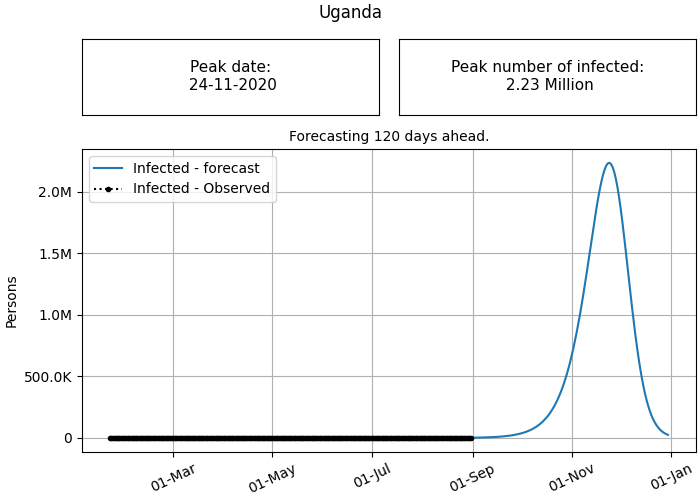 Uganda
Peak date:
24-11-2020
Peak number of infected:
2.23 Million
Forecasting 120 days ahead.
Infected - forecast
Infected - Observed
Persons
2.0M
1.5M
1.0M
500.0K
0
01-Mar
01-May
01-Jul
01-Sep
01-Nov
01-Jan